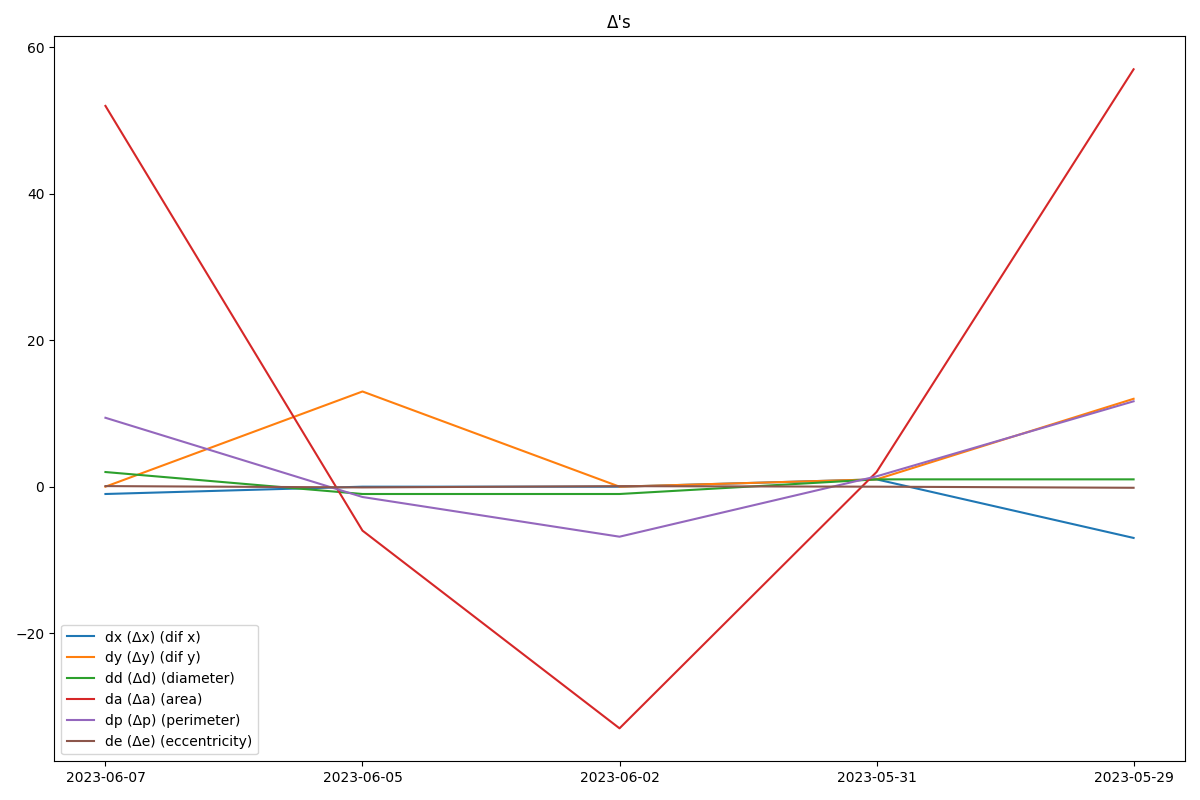 Δ's
60
40
20
0
−20
dx (Δx) (dif x)
dy (Δy) (dif y)
dd (Δd) (diameter)
da (Δa) (area)
dp (Δp) (perimeter)
de (Δe) (eccentricity)
2023-06-07 2023-06-05 2023-06-02 2023-05-31 2023-05-29